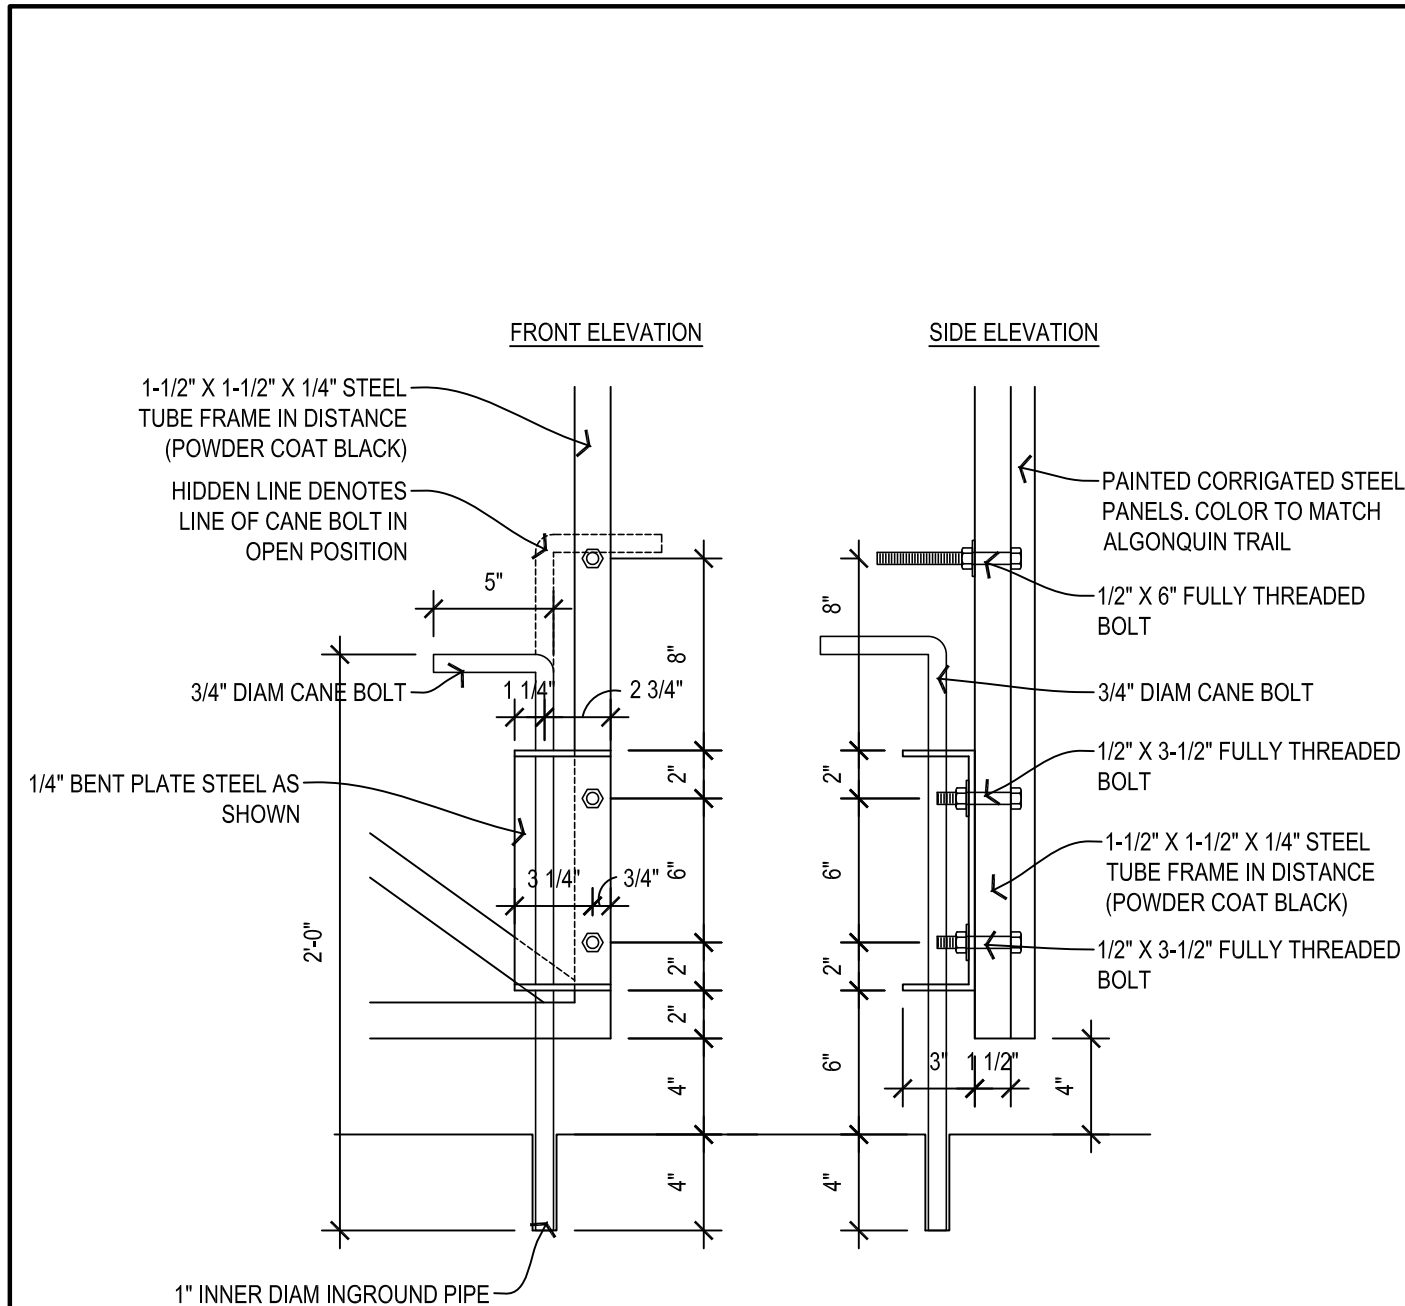 FRONT ELEVATION
SIDE ELEVATION
1-1/2" X 1-1/2" X 1/4" STEEL
TUBE FRAME IN DISTANCE
(POWDER COAT BLACK)
HIDDEN LINE DENOTES
LINE OF CANE BOLT IN
OPEN POSITION
5"
3/4" DIAM CANE BOLT
1 1/4"
2 3/4"
1/4" BENT PLATE STEEL AS
SHOWN
3 1/4"
3/4"
2'-0"
8"
2"
6"
2"
2"
4"
4"
1" INNER DIAM INGROUND PIPE
8"
2"
6"
2"
6"
4"
3"
1 1/2"
4"
PAINTED CORRIGATED STEEL
PANELS. COLOR TO MATCH
ALGONQUIN TRAIL
1/2" X 6" FULLY THREADED
BOLT
3/4" DIAM CANE BOLT
1/2" X 3-1/2" FULLY THREADED
BOLT
1-1/2" X 1-1/2" X 1/4" STEEL
TUBE FRAME IN DISTANCE
(POWDER COAT BLACK)
1/2" X 3-1/2" FULLY THREADED
BOLT